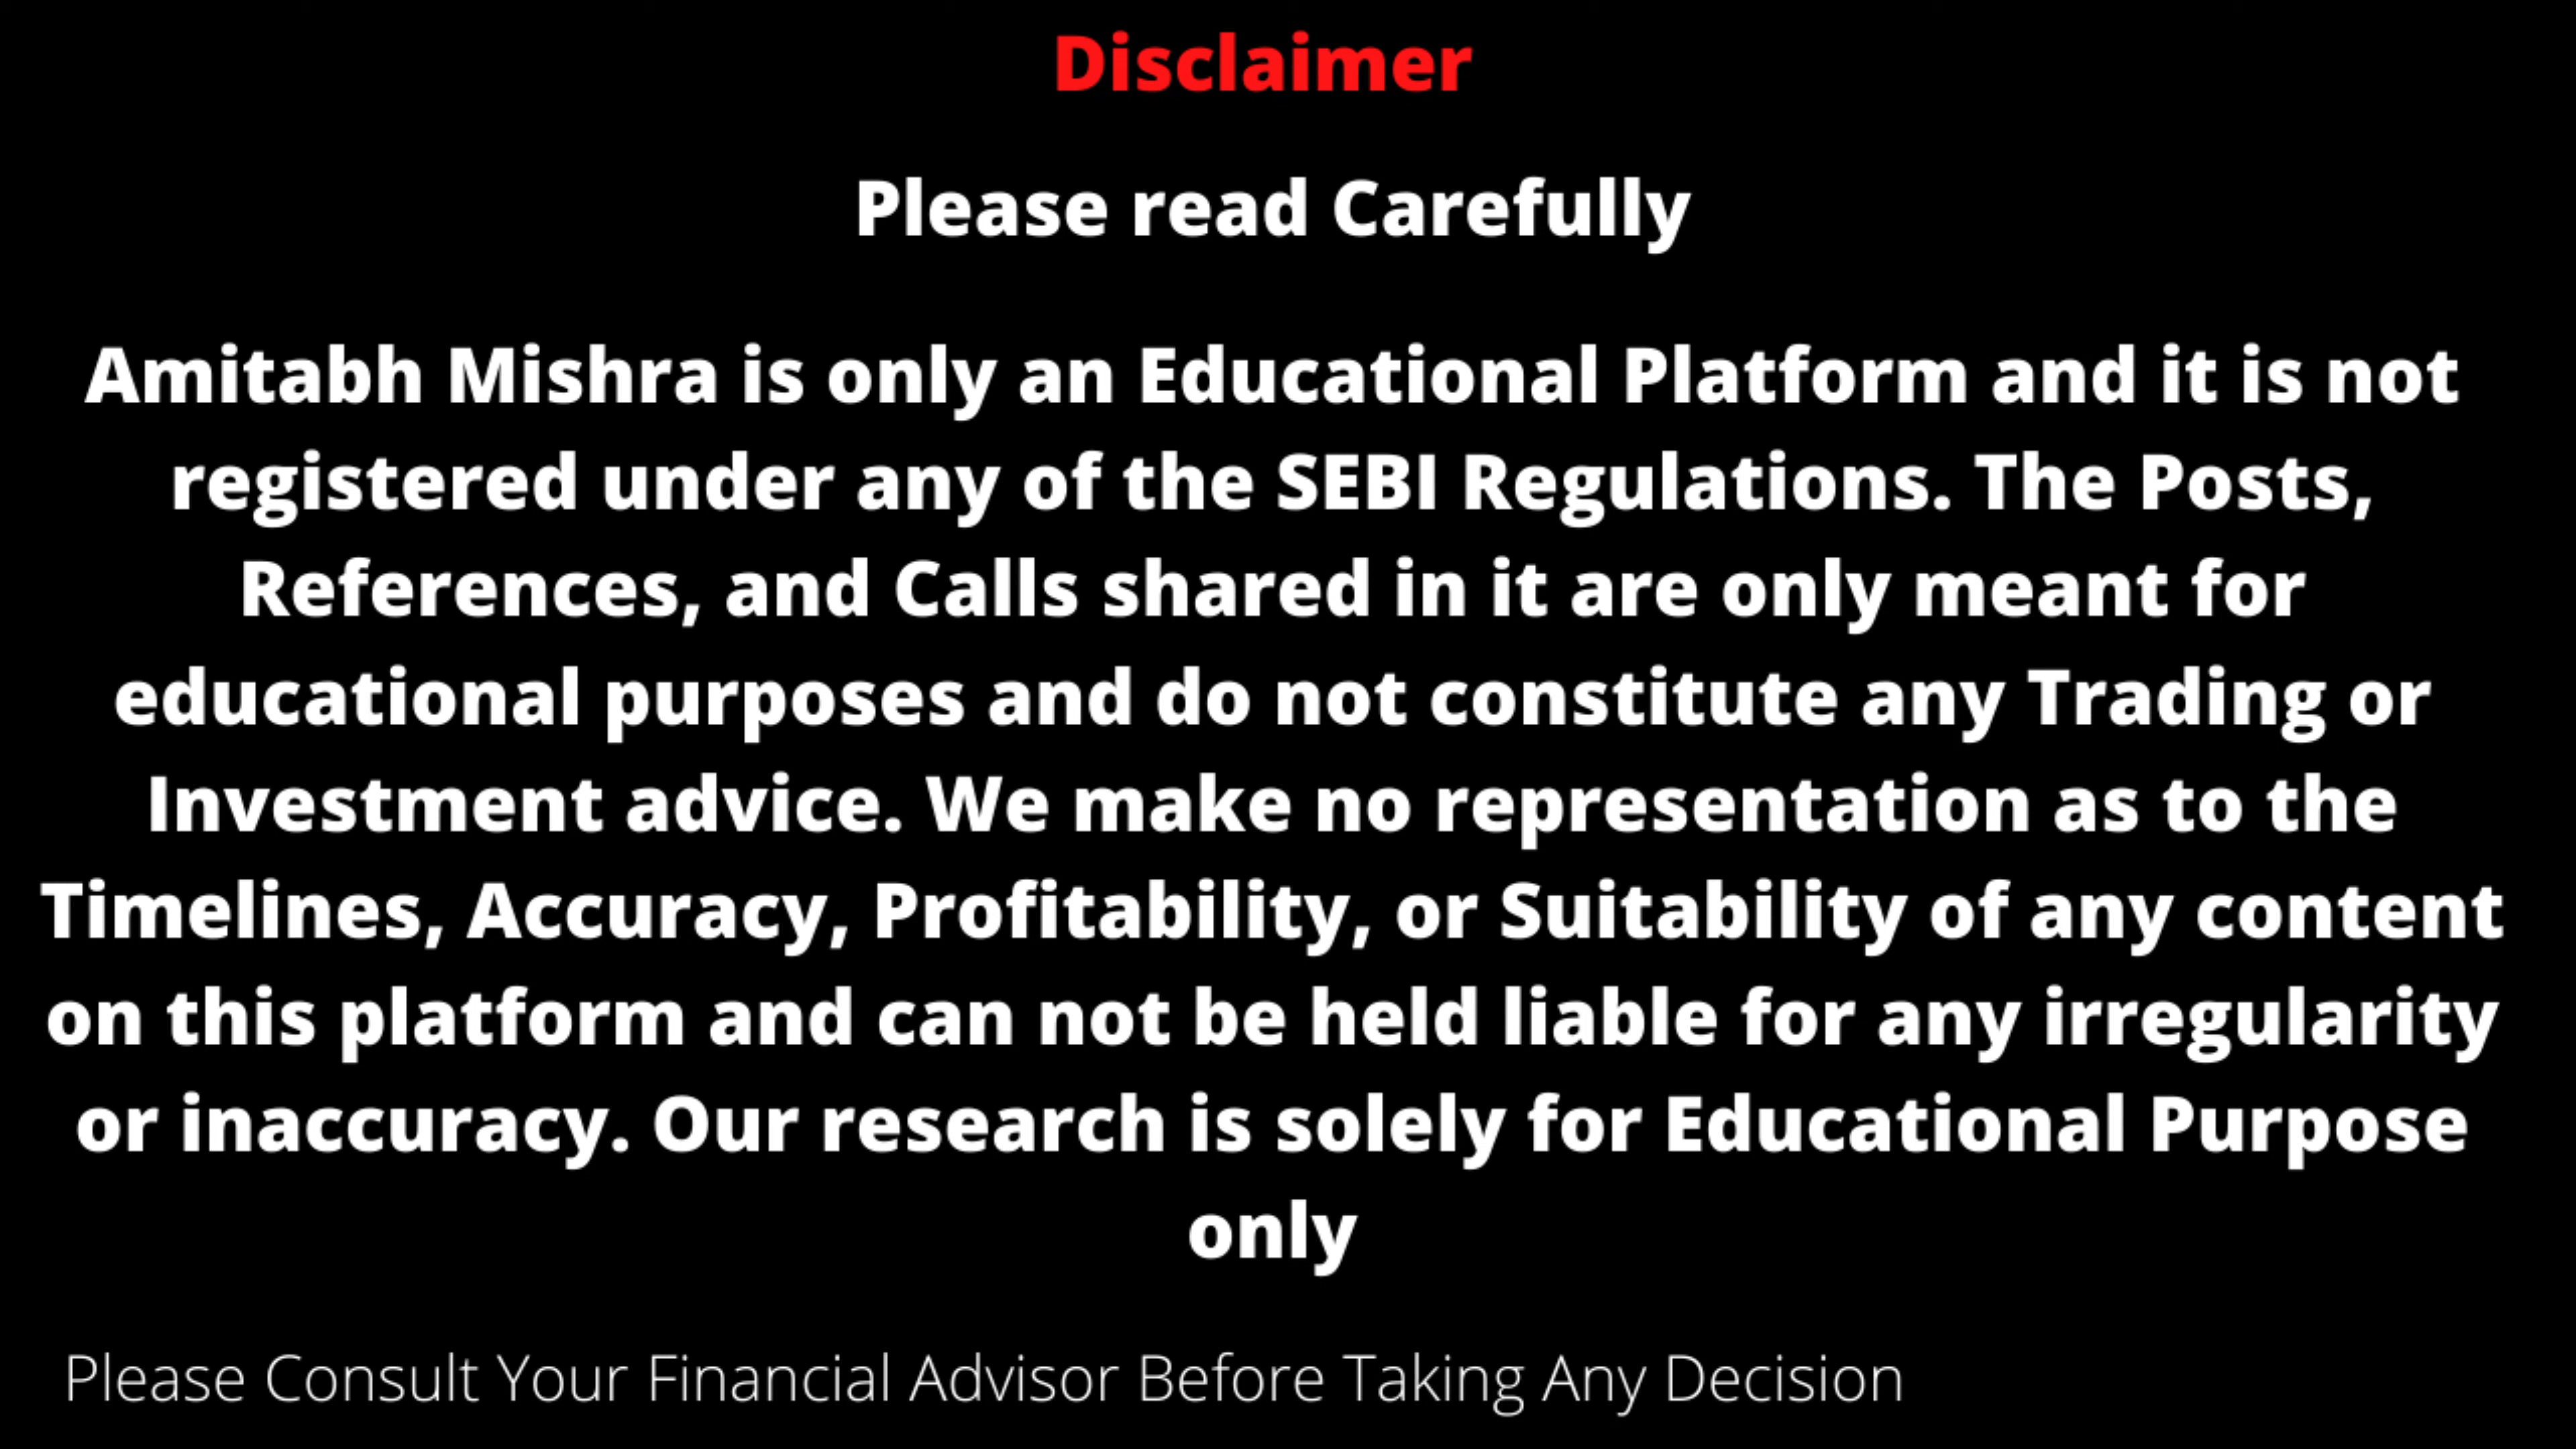 Disclaimer
Please read Carefully
Amitabh Mishra is only an Educational Platform and it is not
registered under any of the SEBI Regulations. The Posts,
References, and Calls shared in it are only meant for
educational purposes and do not constitute any Trading or
Investment advice. We make no representation as to the
Timelines, Accuracy, Profitability, or Suitability of any content
on this platform and can not be held liable for any irregularity
or inaccuracy. Our research is solely for Educational Purpose
only
Please Consult Your Financial Advisor Before Taking Any Decision